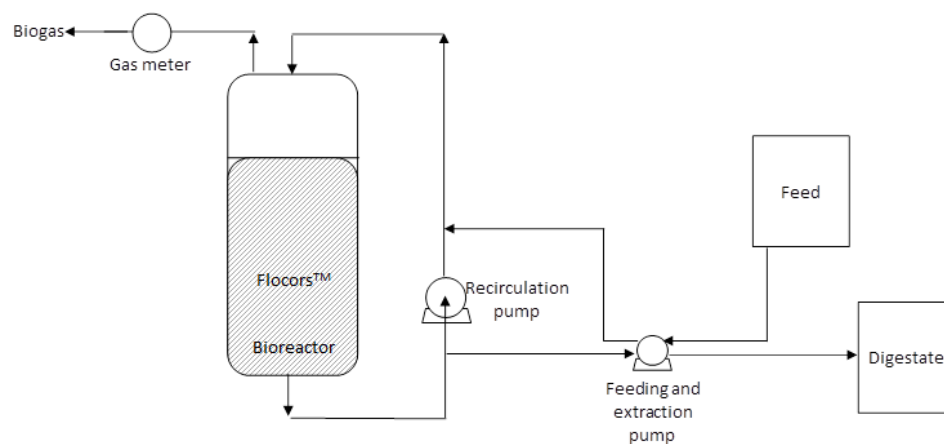 Biogas
Gas meter
Feed
Flocors™
Recirculation
pump
Bioreactor
Digestate
Feeding and
extraction
pump